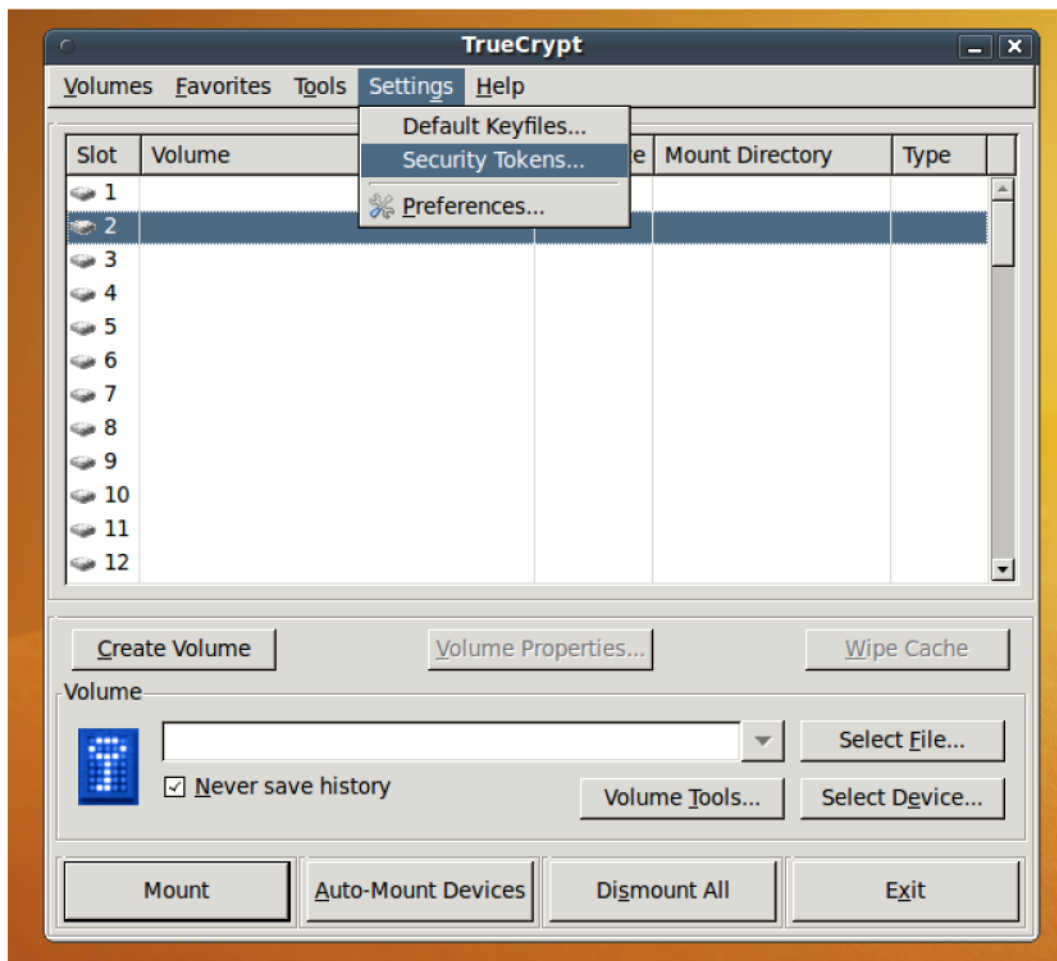 TrueCrypt
Volumes Favorites Tools Settings Help
Default Keyfiles...
Security Tokens...
Preferences...
Slot Volume Mount Directory Type
1
2
3
4
5
6
7
8
9
10
11
12
Create Volume Volume Properties... Wipe Cache
Volume
Select File...
Never save history
Volume Tools... Select Device...
Mount Auto-Mount Devices Dismount All Exit